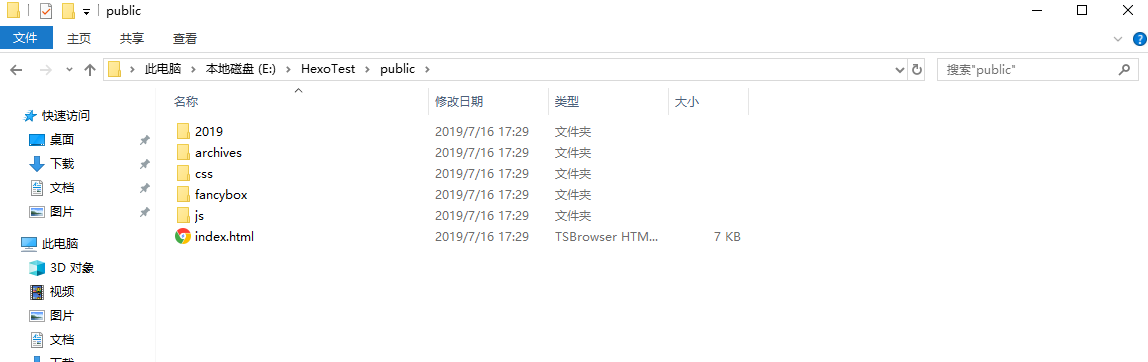 public
文件 主页 共享 查看
此电脑 本地磁盘 (E:) HexoTest public 搜索"public"
名称 修改日期 类型 大小
快速访问
桌面
下载
文档
图片
此电脑
3D 对象
视频
图片
文档
2019 2019/7/16 17:29 文件夹
archives 2019/7/16 17:29 文件夹
css 2019/7/16 17:29 文件夹
fancybox 2019/7/16 17:29 文件夹
js 2019/7/16 17:29 文件夹
index.html 2019/7/16 17:29 TSBrowser HTM... 7 KB